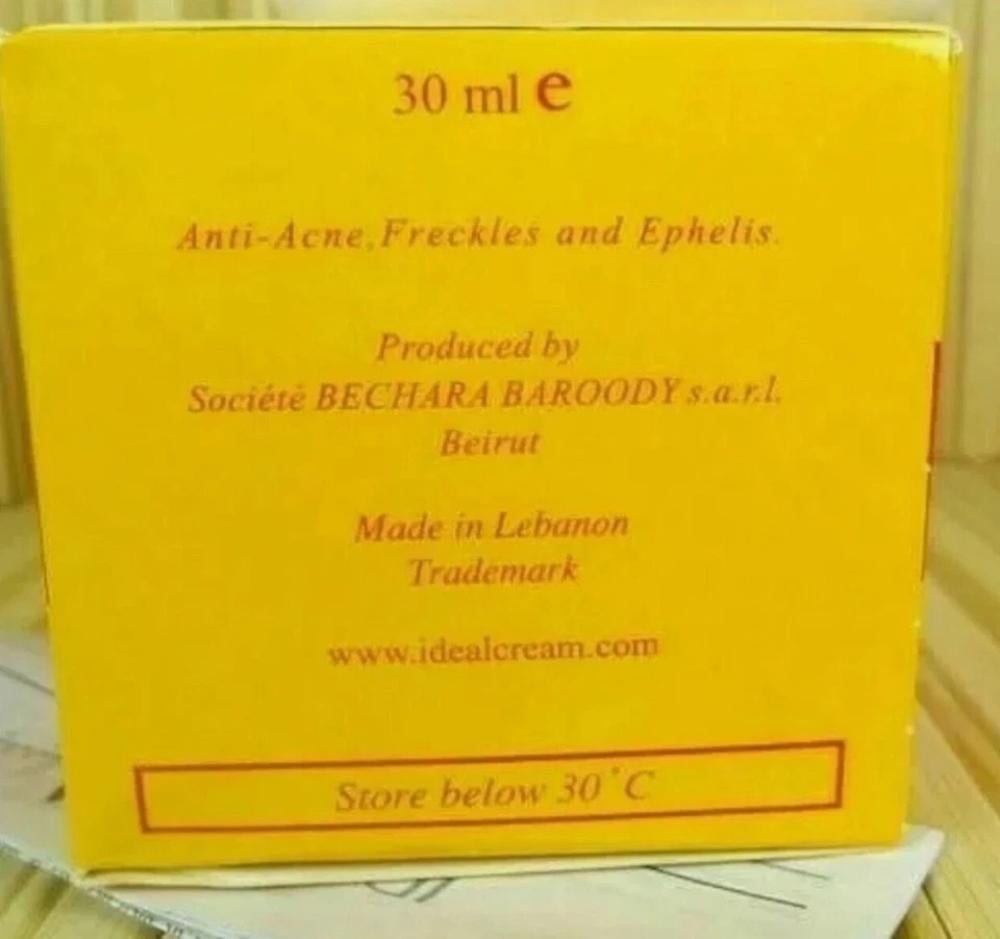 30 ml e
Anti-Acne, Freckles and Ephelis.
Produced by
Société BECHARA BAROODY s.a.r.l.
Beirut
Made in Lebanon
Trademark
www.idealcream.com
Store below 30°C